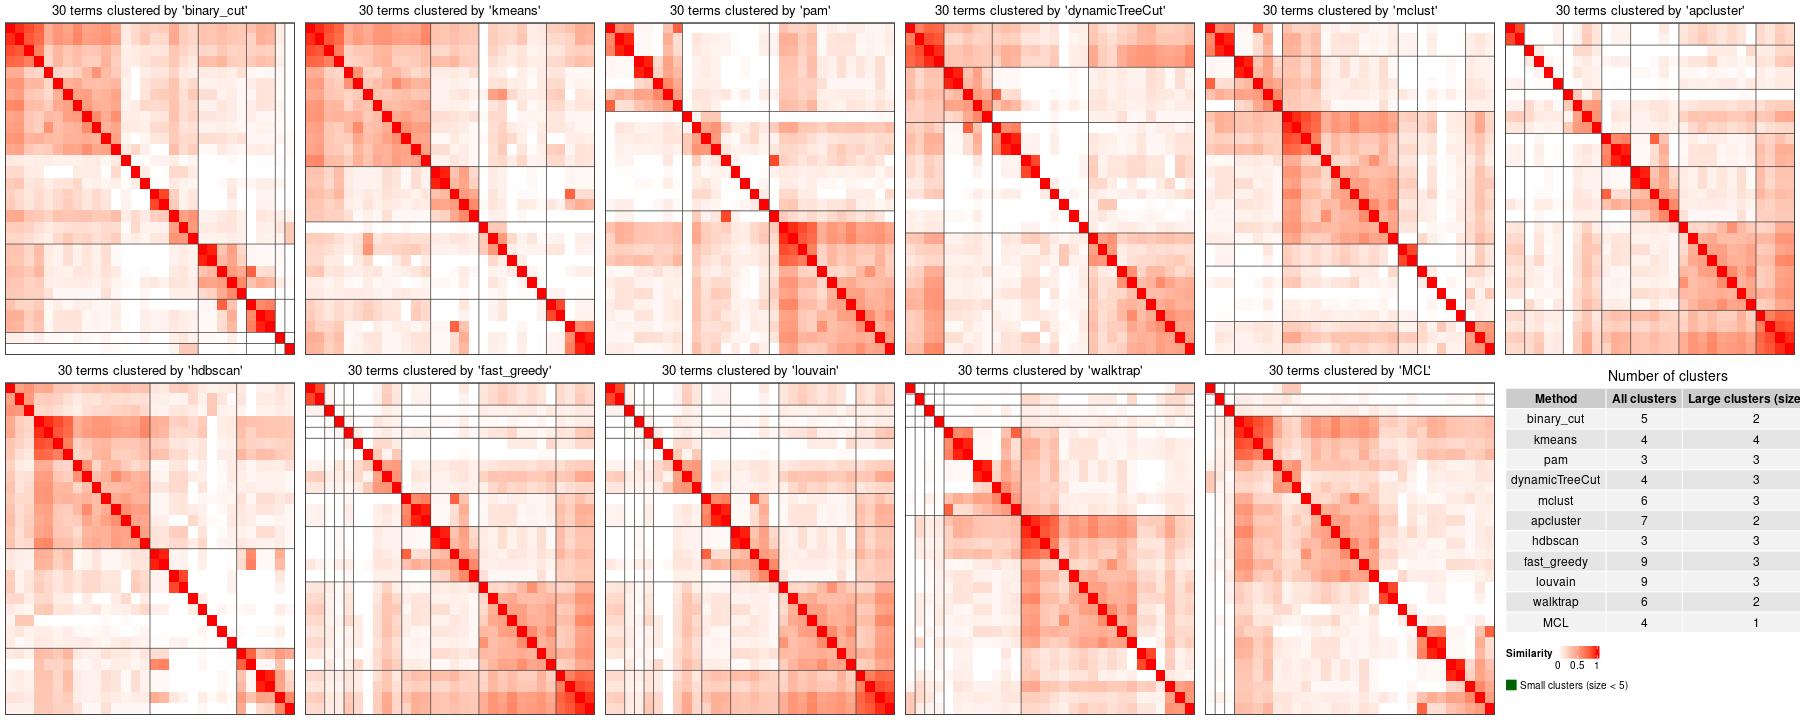 30 terms clustered by 'binary_cut'
30 terms clustered by 'kmeans'
30 terms clustered by 'pam'
30 terms clustered by 'dynamicTreeCut'
30 terms clustered by 'mclust'
30 terms clustered by 'apcluster'
30 terms clustered by 'hdbscan'
30 terms clustered by 'fast_greedy'
30 terms clustered by 'louvain'
30 terms clustered by 'walktrap'
30 terms clustered by 'MCL'
Number of clusters
Method All clusters Large clusters (size
binary_cut 5 2
kmeans 4 4
pam 3 3
dynamicTreeCut 4 3
mclust 6 3
apcluster 7 2
hdbscan 3 3
fast_greedy 9 3
louvain 9 3
walktrap 6 2
MCL 4 1
Similarity
0 0.5 1
Small clusters (size < 5)